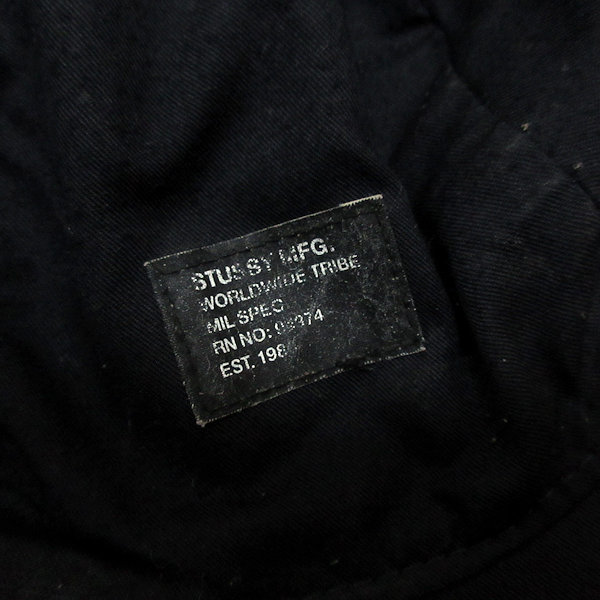 STUSSY MFG.
WORLDWIDE TRIBE
MIL SPEC
RN NO:
EST.